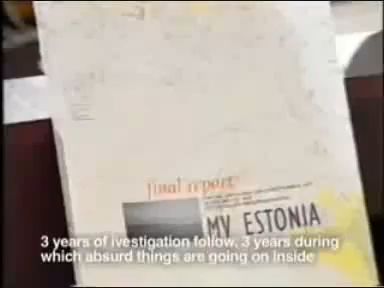 final report
MV ESTONIA
3 years of ivestigation follow, 3 years during
which absurd things are going on inside